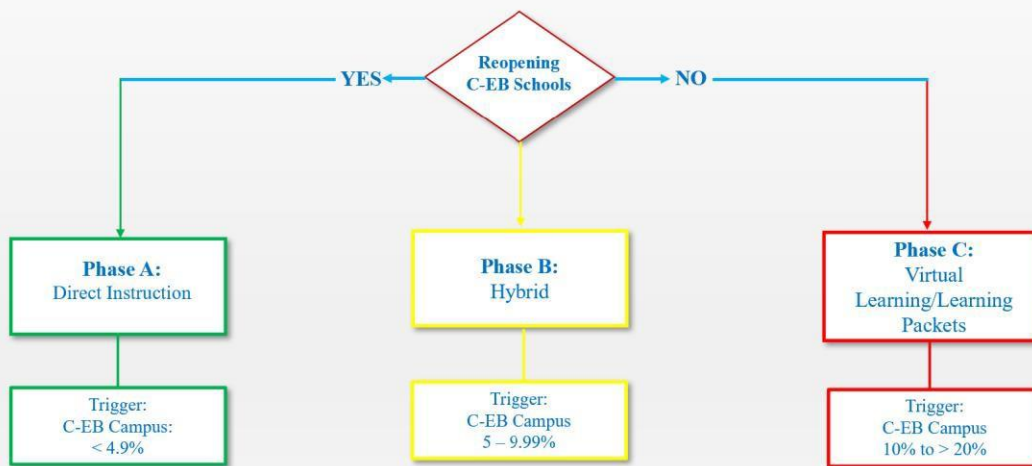 Reopening
C-EB Schools
YES
NO
Phase A:
Direct Instruction
Phase B:
Hybrid
Phase C:
Virtual
Learning/Learning
Packets
Trigger:
C-EB Campus:
< 4.9%
Trigger:
C-EB Campus
5 – 9.99%
Trigger:
C-EB Campus
10% to > 20%